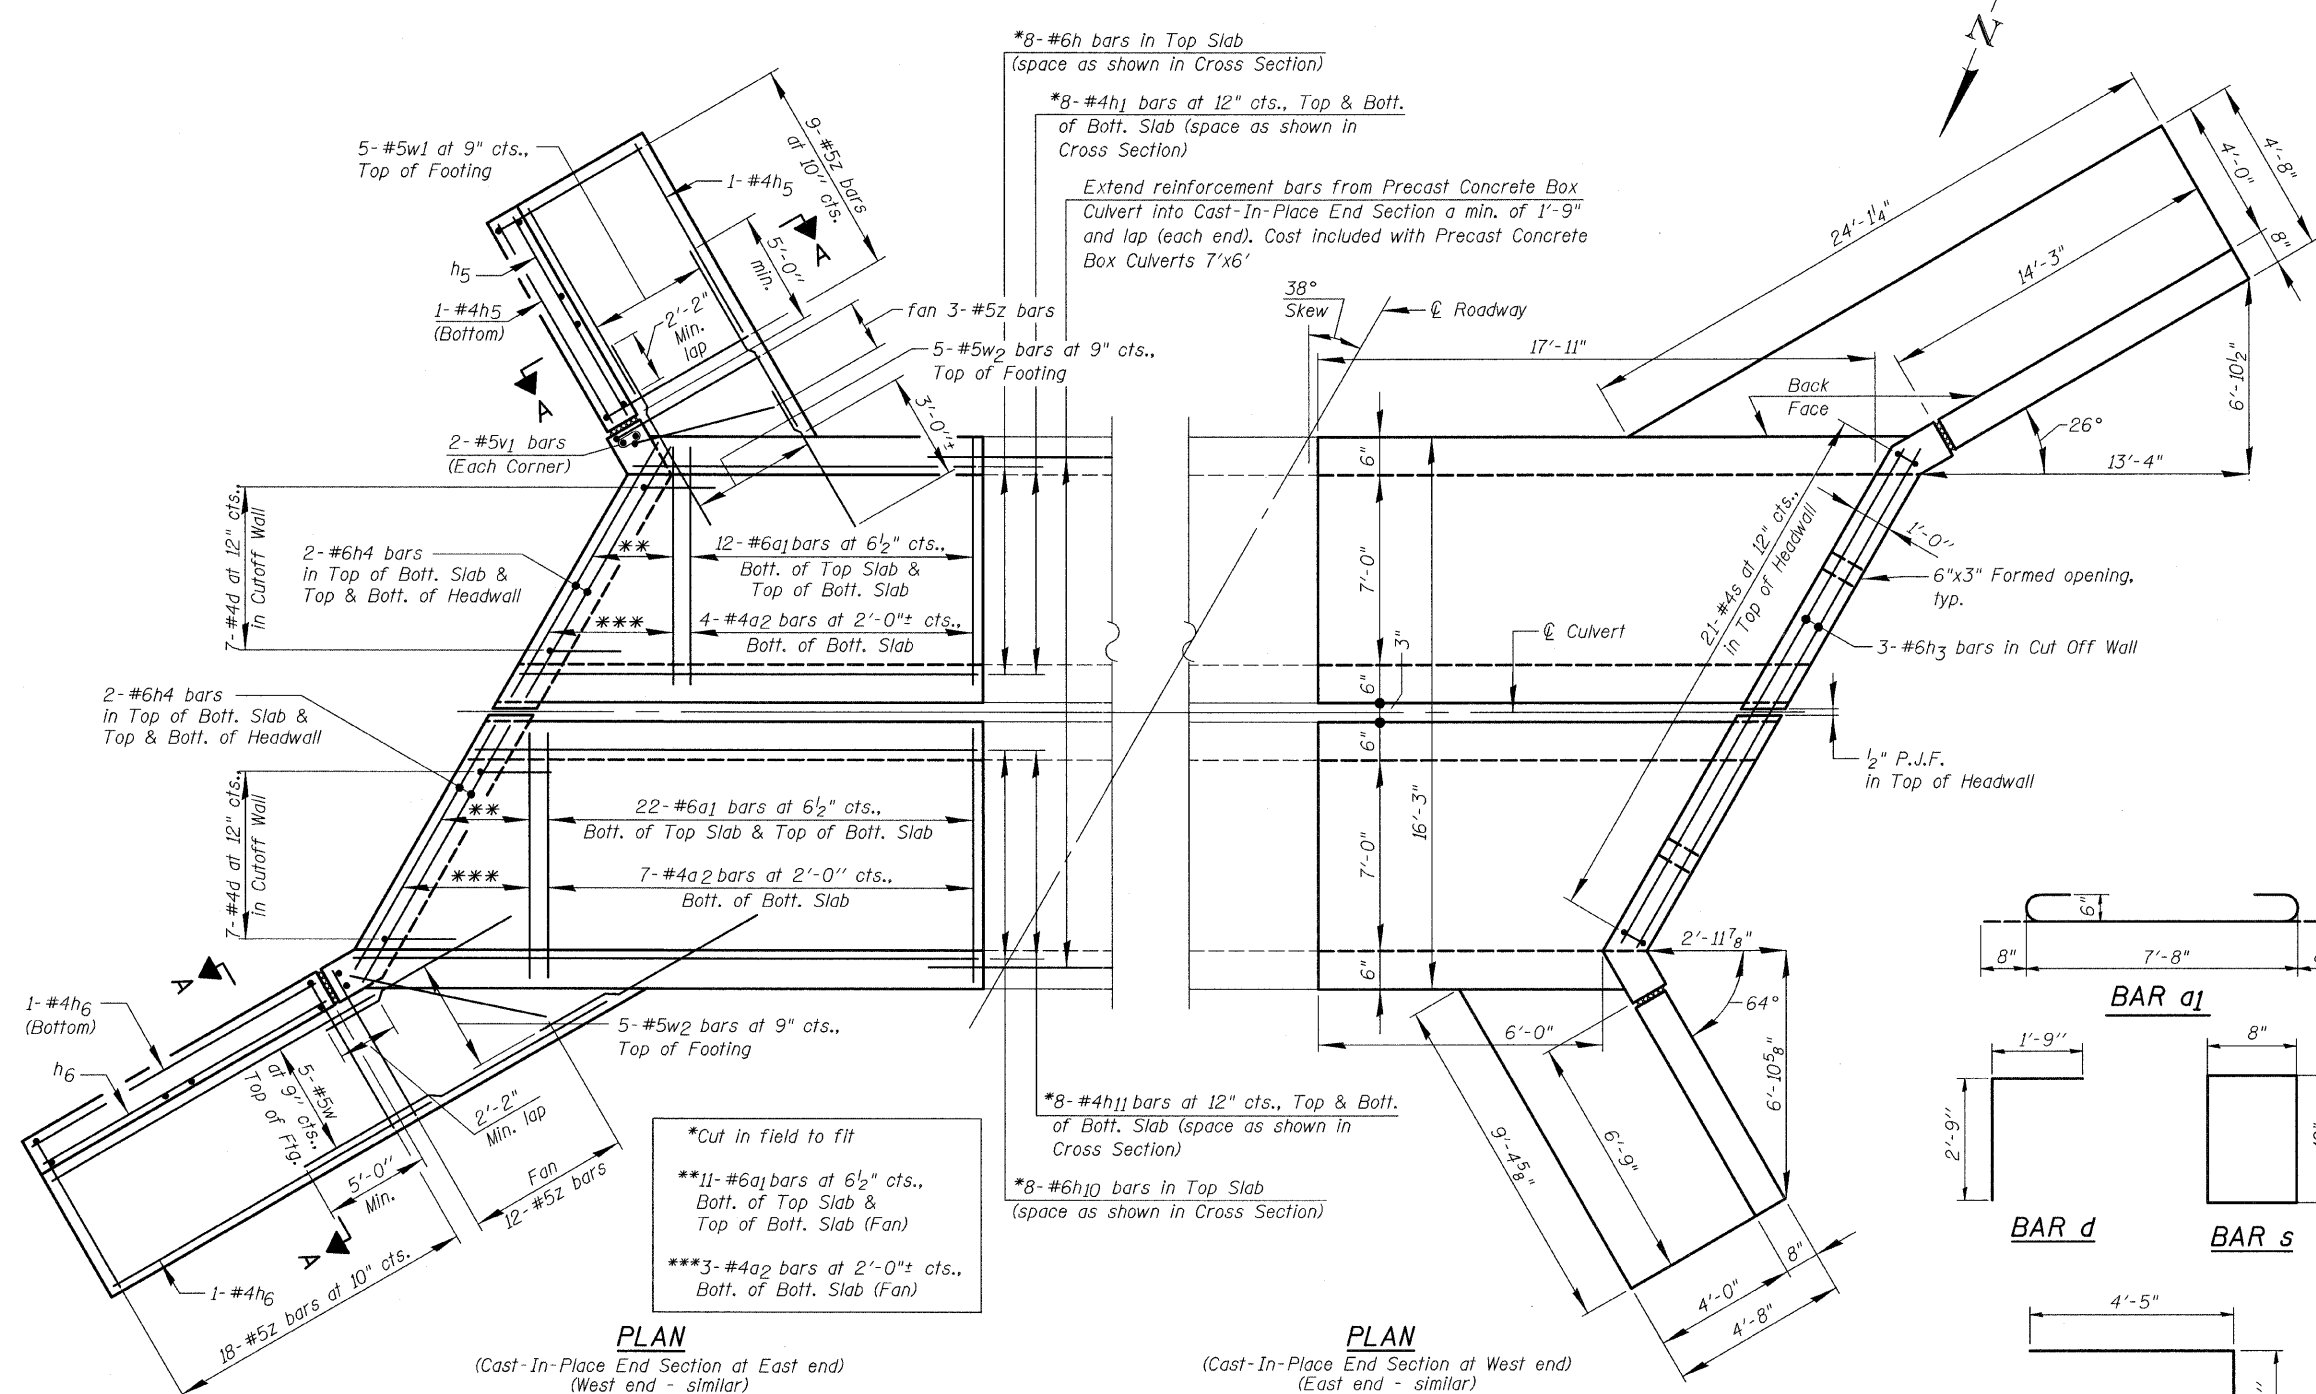 *8-#6h bars in Top Slab
(space as shown in Cross Section)
*8-#4h1 bars at 12" cts., Top & Bott.
of Bott. Slab (space as shown in
Cross Section)
Extend reinforcement bars from Precast Concrete Box
Culvert into Cast-In-Place End Section a min. of 1'-9"
and lap (each end). Cost included with Precast Concrete
Box Culverts 7'x6'
N
5-#5w1 at 9" cts.,
Top of Footing
1-#4h5
9-#5z bars
at 10" cts.
A
5'-0"
min.
h5
1-#4h5
(Bottom)
2'-2"
Min.
lap
fan 3-#5z bars
5-#5w2 bars at 9" cts.,
Top of Footing
A
3'-0"±
2-#5v1 bars
(Each Corner)
7-#4d at 12" cts.
in Cutoff Wall
2-#6h4 bars
in Top of Bott. Slab &
Top & Bott. of Headwall
**
12-#6a1 bars at 6½" cts.,
Bott. of Top Slab &
Top of Bott. Slab
***
4-#4a2 bars at 2'-0"± cts.,
Bott. of Bott. Slab
2-#6h4 bars
in Top of Bott. Slab &
Top & Bott. of Headwall
7-#4d at 12" cts.
in Cutoff Wall
**
22-#6a1 bars at 6½" cts.,
Bott. of Top Slab & Top of Bott. Slab
***
7-#4a2 bars at 2'-0" cts.,
Bott. of Bott. Slab
A
1-#4h6
(Bottom)
h6
5-#5w
at 9" cts.,
Top of Ftg.
5-#5w2 bars at 9" cts.,
Top of Footing
2'-2"
Min. lap
5'-0"
Min.
Fan
12-#5z bars
A
1-#4h6
18-#5z bars at 10" cts.
*Cut in field to fit
**11-#6a1 bars at 6½" cts.,
Bott. of Top Slab &
Top of Bott. Slab (Fan)
***3-#4a2 bars at 2'-0"± cts.,
Bott. of Bott. Slab (Fan)
*8-#4h11 bars at 12" cts., Top & Bott.
of Bott. Slab (space as shown in
Cross Section)
*8-#6h10 bars in Top Slab
(space as shown in Cross Section)
PLAN
(Cast-In-Place End Section at East end)
(West end - similar)
38°
Skew
℄ Roadway
17'-11"
24'-1¼"
14'-3"
4'-0"
4'-8"
8"
6'-10½"
26°
13'-4"
Back
Face
6"
7'-0"
6"
3"
6"
7'-0"
6"
16'-3"
℄ Culvert
21-#4s at 12" cts.,
in Top of Headwall
1'-0"
6"x3" Formed opening,
typ.
3-#6h3 bars in Cut Off Wall
½" P.J.F.
in Top of Headwall
2'-11⅞"
64°
6'-10⅝"
6'-0"
9'-4⅝"
6'-9"
8"
4'-0"
4'-8"
PLAN
(Cast-In-Place End Section at West end)
(East end - similar)
6"
8"
7'-8"
BAR a1
1'-9"
2'-9"
BAR d
8"
BAR s
4'-5"